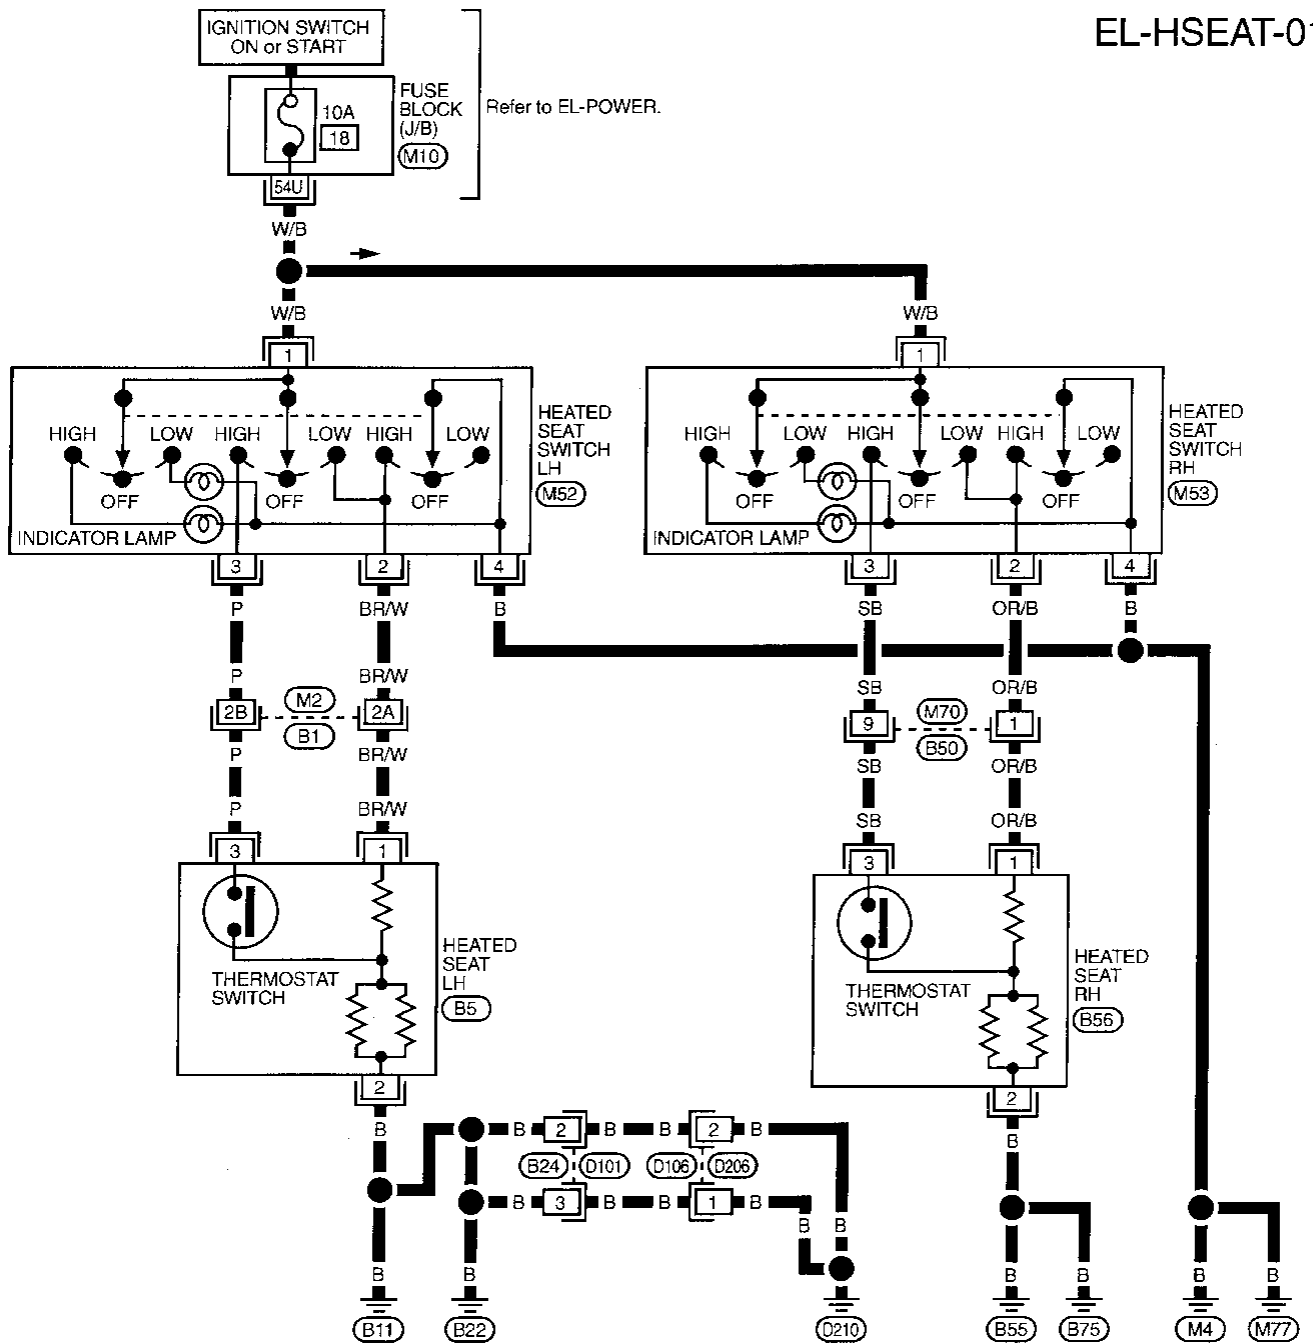 EL-HSEAT-01
IGNITION SWITCH
ON or START
10A
18
FUSE
BLOCK
(J/B)
M10
Refer to EL-POWER.
54U
W/B
W/B
W/B
1
1
HIGH
LOW
HIGH
LOW
HIGH
LOW
OFF
OFF
OFF
INDICATOR LAMP
HEATED
SEAT
SWITCH
LH
M52
HIGH
LOW
HIGH
LOW
HIGH
LOW
OFF
OFF
OFF
INDICATOR LAMP
HEATED
SEAT
SWITCH
RH
M53
3
2
4
3
2
4
P
BR/W
B
SB
OR/B
B
P
BR/W
SB
OR/B
2B
M2
B1
2A
9
M70
B50
1
P
BR/W
SB
OR/B
P
BR/W
SB
OR/B
3
1
3
1
THERMOSTAT
SWITCH
HEATED
SEAT
LH
B5
THERMOSTAT
SWITCH
HEATED
SEAT
RH
B56
2
2
B
B
B
2
B
B
2
B
B24
D101
D106
D206
B
3
B
B
1
B
B
B
B
B
B
B
B
B
B11
B22
D210
B55
B75
M4
M77